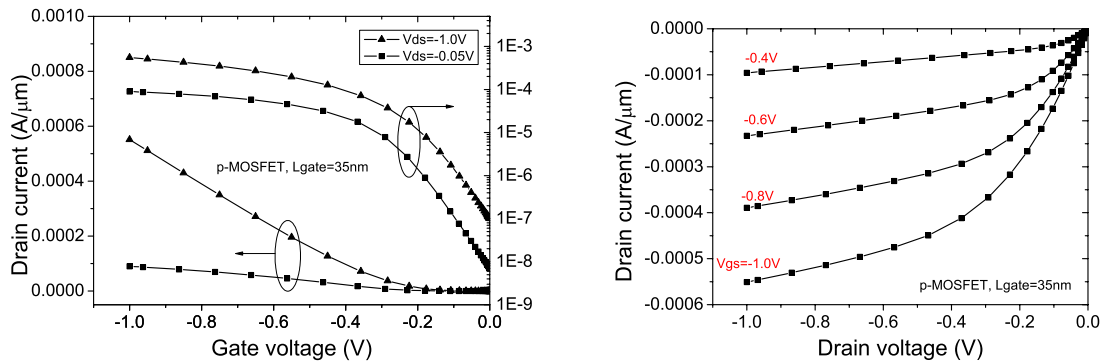 0.0010
0.0008
0.0006
0.0004
0.0002
0.0000
Drain current (A/μm)
-1.0 -0.8 -0.6 -0.4 -0.2 0.0
Gate voltage (V)
1E-3
1E-4
1E-5
1E-6
1E-7
1E-8
1E-9
Vds=-1.0V
Vds=-0.05V
p-MOSFET, Lgate=35nm
0.0000
-0.0001
-0.0002
-0.0003
-0.0004
-0.0005
-0.0006
Drain current (A/μm)
-1.0 -0.8 -0.6 -0.4 -0.2 0.0
Drain voltage (V)
-0.4V
-0.6V
-0.8V
Vgs=-1.0V
p-MOSFET, Lgate=35nm